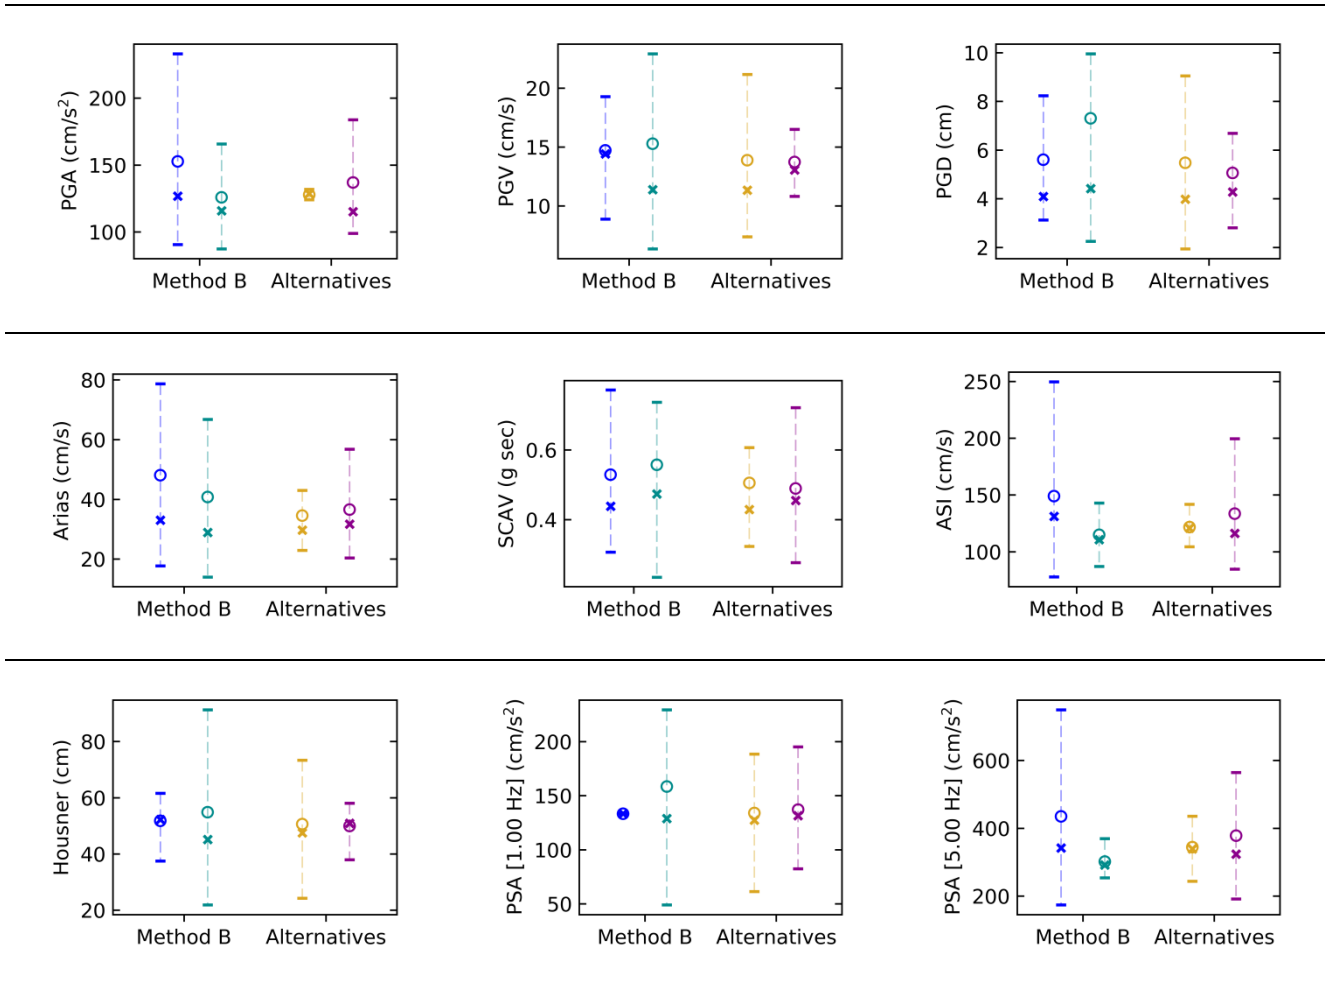 PGA (cm/s²)
200
150
100
Method B Alternatives
PGV (cm/s)
20
15
10
Method B Alternatives
PGD (cm)
10
8
6
4
2
Method B Alternatives
Arias (cm/s)
80
60
40
20
Method B Alternatives
SCAV (g sec)
0.6
0.4
Method B Alternatives
ASI (cm/s)
250
200
150
100
Method B Alternatives
Housner (cm)
80
60
40
20
Method B Alternatives
PSA [1.00 Hz] (cm/s²)
200
150
100
50
Method B Alternatives
PSA [5.00 Hz] (cm/s²)
600
400
200
Method B Alternatives